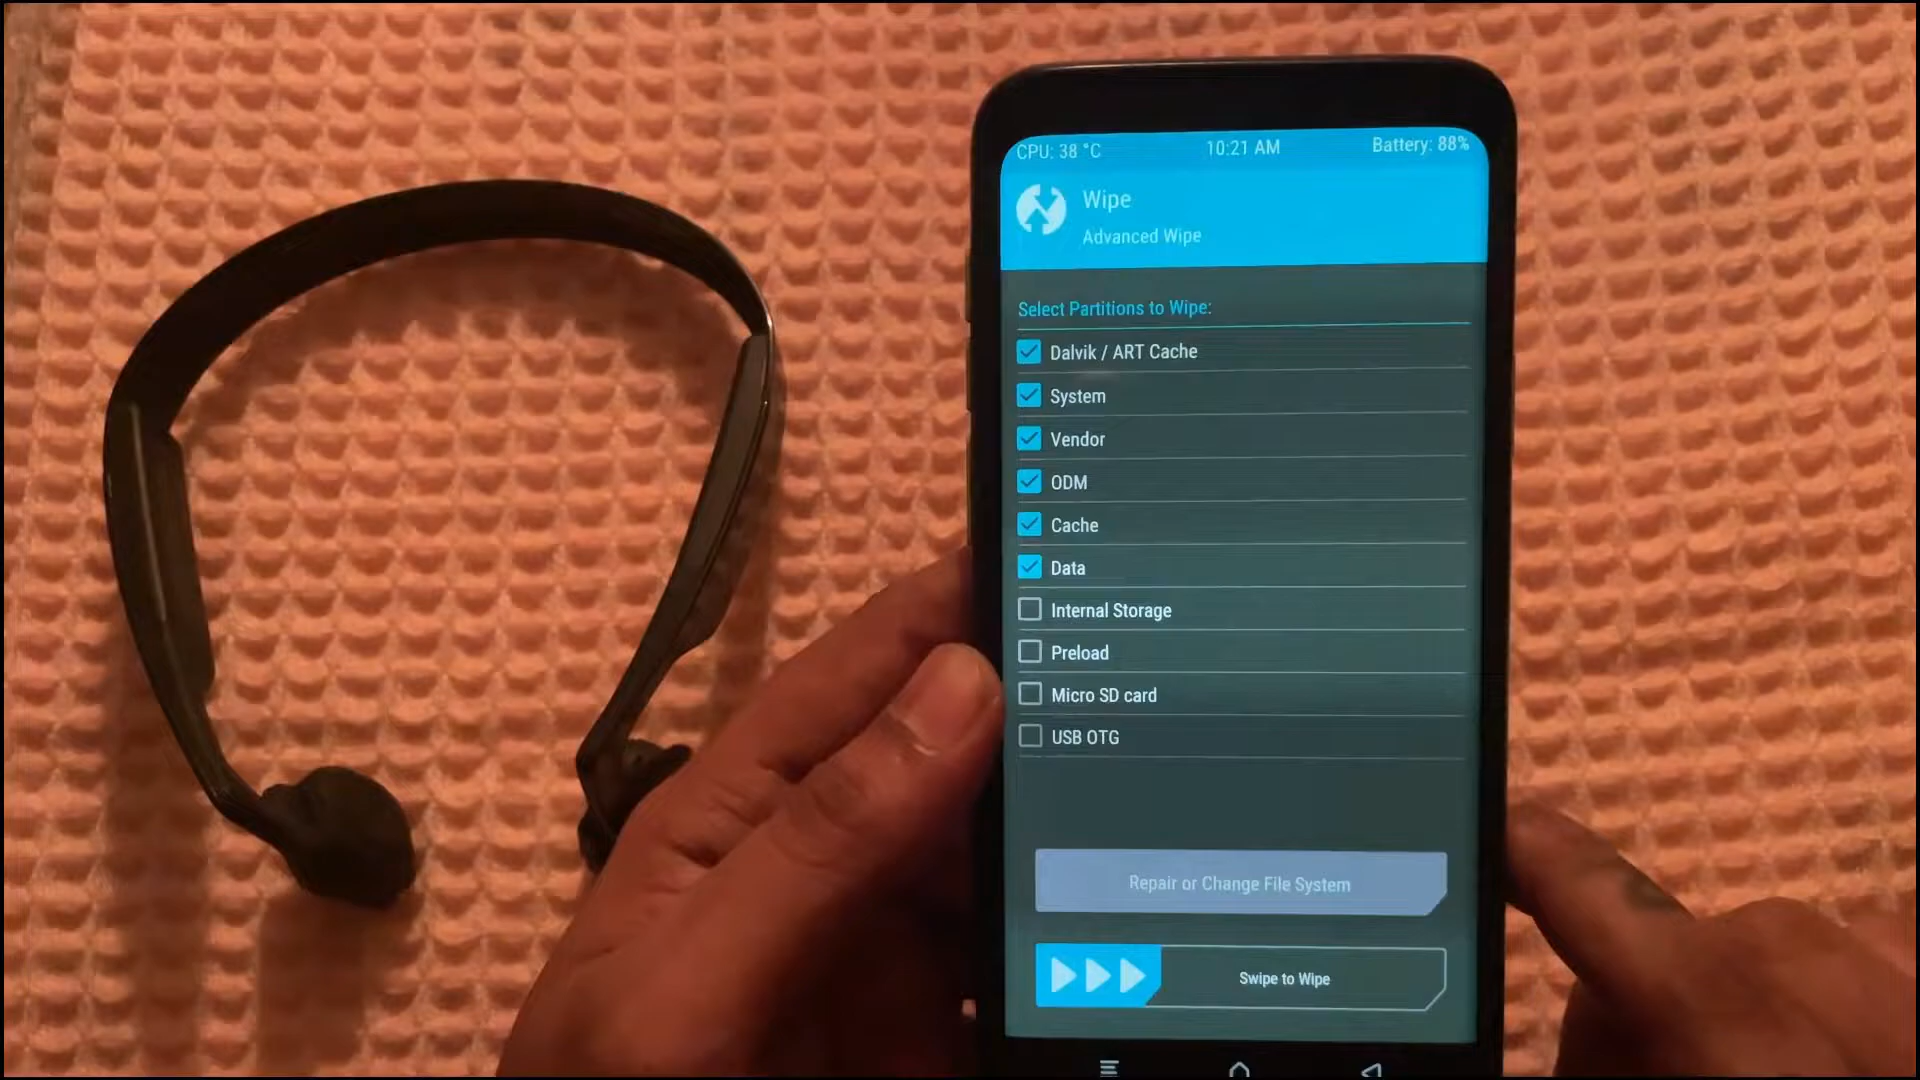 CPU: 38 °C 10:21 AM Battery: 88%
Wipe
Advanced Wipe
Select Partitions to Wipe:
Dalvik / ART Cache
System
Vendor
ODM
Cache
Data
Internal Storage
Preload
Micro SD card
USB OTG
Repair or Change File System
Swipe to Wipe